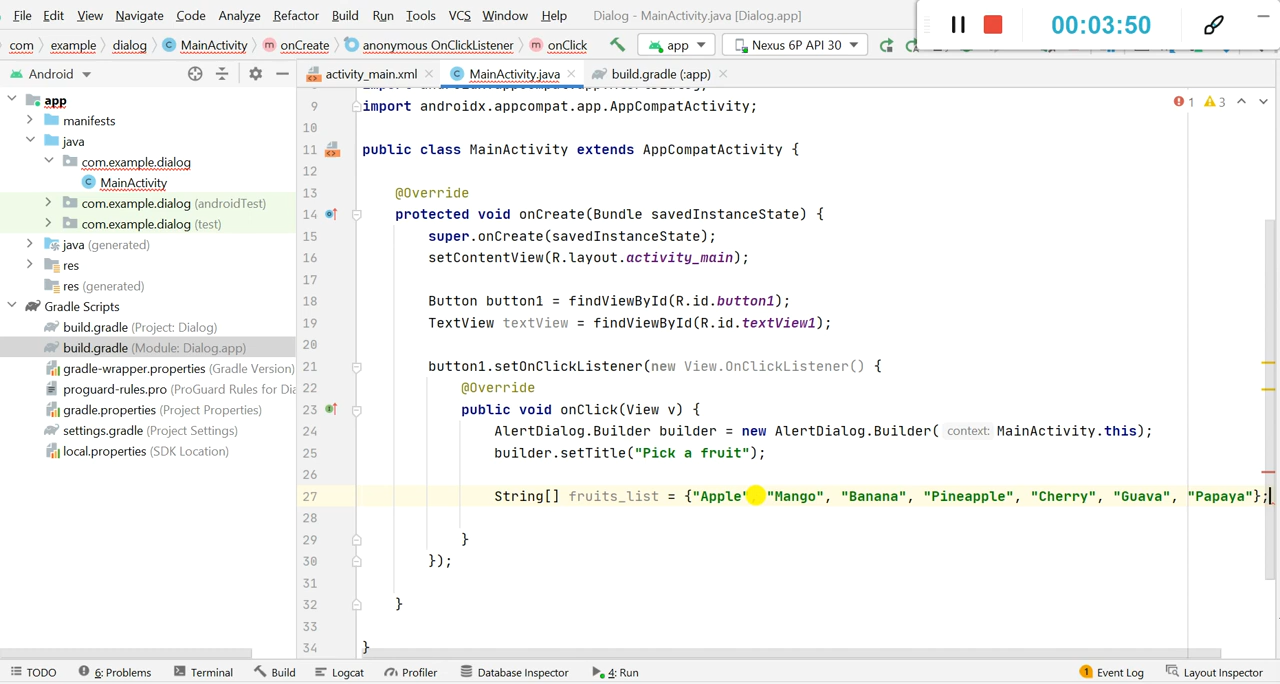 File Edit View Navigate Code Analyze Refactor Build Run Tools VCS Window Help Dialog - MainActivity.java [Dialog.app]
00:03:50
com example dialog MainActivity onCreate anonymous OnClickListener onClick app Nexus 6P API 30
Android activity_main.xml MainActivity.java build.gradle (:app)
app
manifests
java
com.example.dialog
MainActivity
com.example.dialog (androidTest)
com.example.dialog (test)
java (generated)
res
res (generated)
Gradle Scripts
build.gradle (Project: Dialog)
build.gradle (Module: Dialog.app)
gradle-wrapper.properties (Gradle Version)
proguard-rules.pro (ProGuard Rules for Dia
gradle.properties (Project Properties)
settings.gradle (Project Settings)
local.properties (SDK Location)
1 3
9 import androidx.appcompat.app.AppCompatActivity;
10
11 public class MainActivity extends AppCompatActivity {
12
13 @Override
14 protected void onCreate(Bundle savedInstanceState) {
15 super.onCreate(savedInstanceState);
16 setContentView(R.layout.activity_main);
17
18 Button button1 = findViewById(R.id.button1);
19 TextView textView = findViewById(R.id.textView1);
20
21 button1.setOnClickListener(new View.OnClickListener() {
22 @Override
23 public void onClick(View v) {
24 AlertDialog.Builder builder = new AlertDialog.Builder( context: MainActivity.this);
25 builder.setTitle("Pick a fruit");
26
27 String[] fruits_list = {"Apple" "Mango", "Banana", "Pineapple", "Cherry", "Guava", "Papaya"};
28
29 }
30 });
31
32 }
33
34 }
TODO 6: Problems Terminal Build Logcat Profiler Database Inspector 4: Run 1 Event Log Layout Inspector